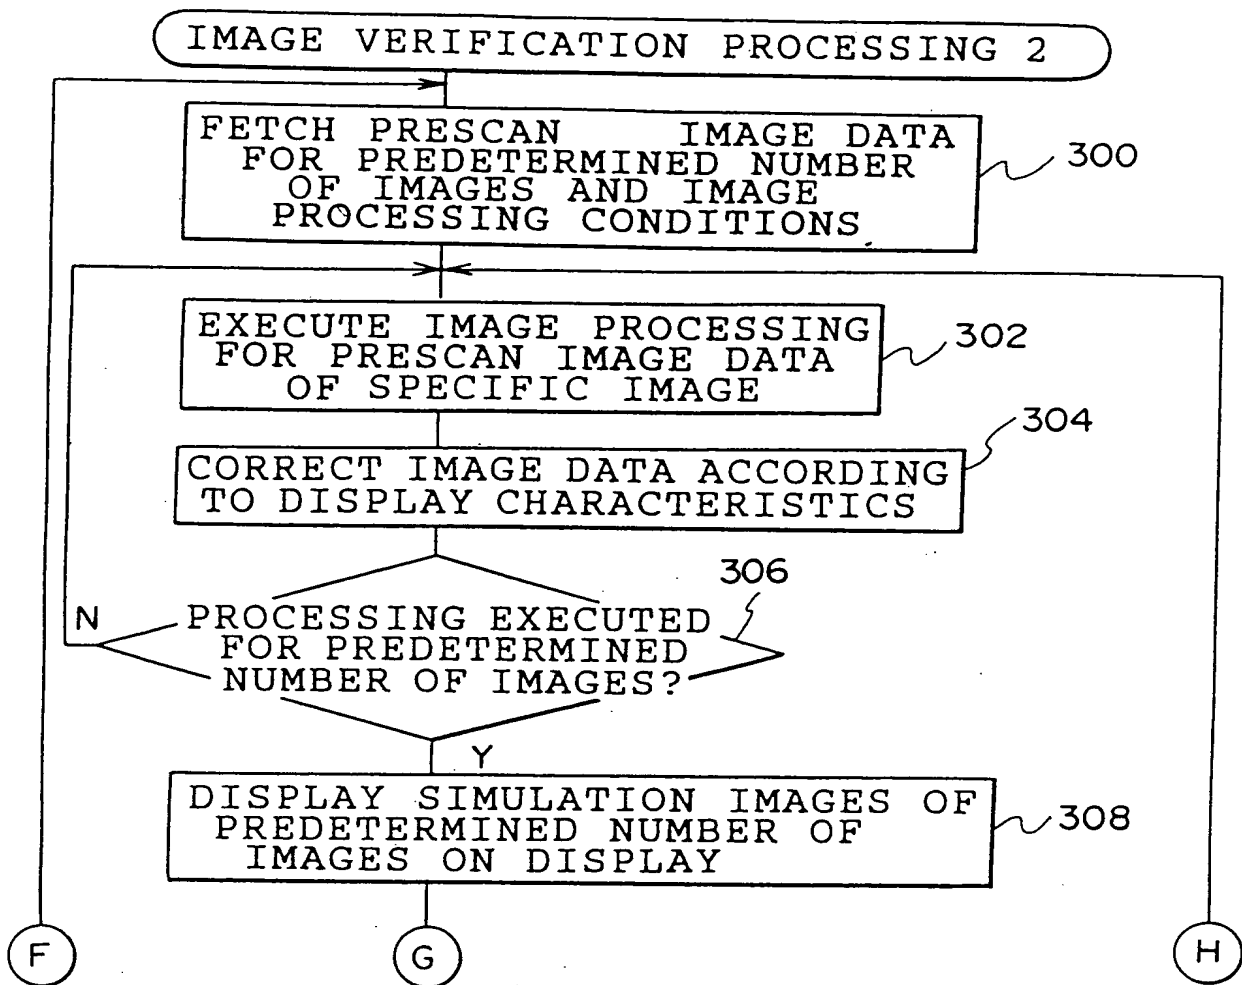 IMAGE VERIFICATION PROCESSING 2
FETCH PRESCAN IMAGE DATA
FOR PREDETERMINED NUMBER
OF IMAGES AND IMAGE
PROCESSING CONDITIONS
300
EXECUTE IMAGE PROCESSING
FOR PRESCAN IMAGE DATA
OF SPECIFIC IMAGE
302
304
CORRECT IMAGE DATA ACCORDING
TO DISPLAY CHARACTERISTICS
306
N
PROCESSING EXECUTED
FOR PREDETERMINED
NUMBER OF IMAGES?
Y
DISPLAY SIMULATION IMAGES OF
PREDETERMINED NUMBER OF
IMAGES ON DISPLAY
308
F
G
H